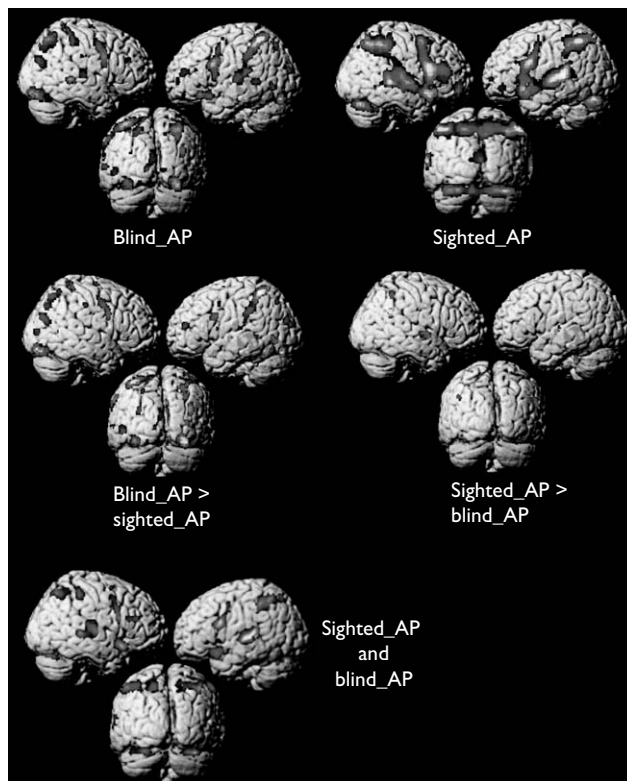 Blind_AP
Sighted_AP
Blind_AP >
sighted_AP
Sighted_AP >
blind_AP
Sighted_AP
and
blind_AP